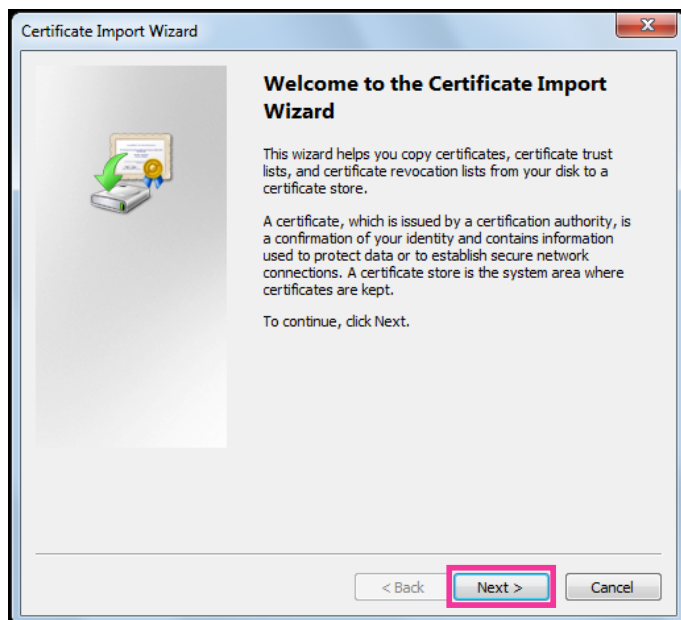 Certificate Import Wizard
Welcome to the Certificate Import
Wizard
This wizard helps you copy certificates, certificate trust
lists, and certificate revocation lists from your disk to a
certificate store.
A certificate, which is issued by a certification authority, is
a confirmation of your identity and contains information
used to protect data or to establish secure network
connections. A certificate store is the system area where
certificates are kept.
To continue, click Next.
< Back Next > Cancel